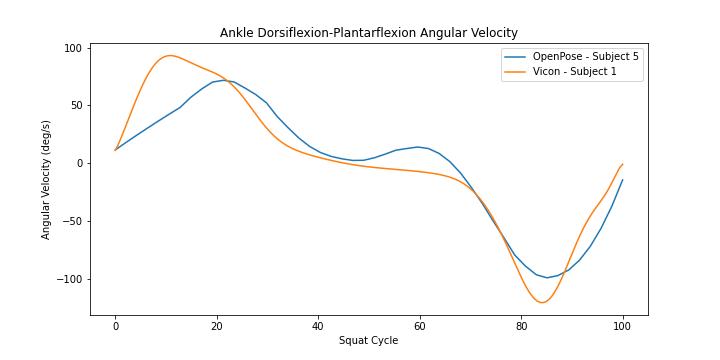 Ankle Dorsiflexion-Plantarflexion Angular Velocity
OpenPose - Subject 5
Vicon - Subject 1
100
50
0
−50
−100
Angular Velocity (deg/s)
0 20 40 60 80 100
Squat Cycle